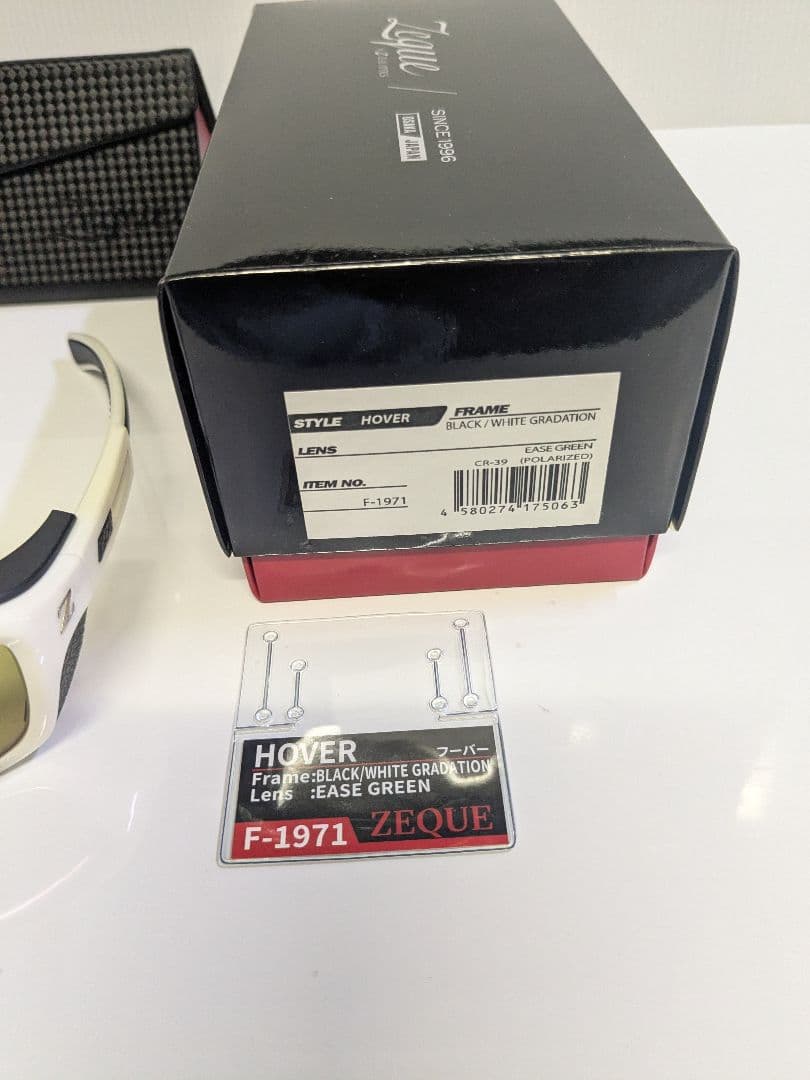 Zeque
SINCE 1996
OSAKA JAPAN
STYLE HOVER
FRAME
BLACK / WHITE GRADATION
LENS
EASE GREEN
CR-39 (POLARIZED)
ITEM NO.
F-1971
4 580274 175063
HOVER フーバー
Frame:BLACK/WHITE GRADATION
Lens :EASE GREEN
F-1971 ZEQUE